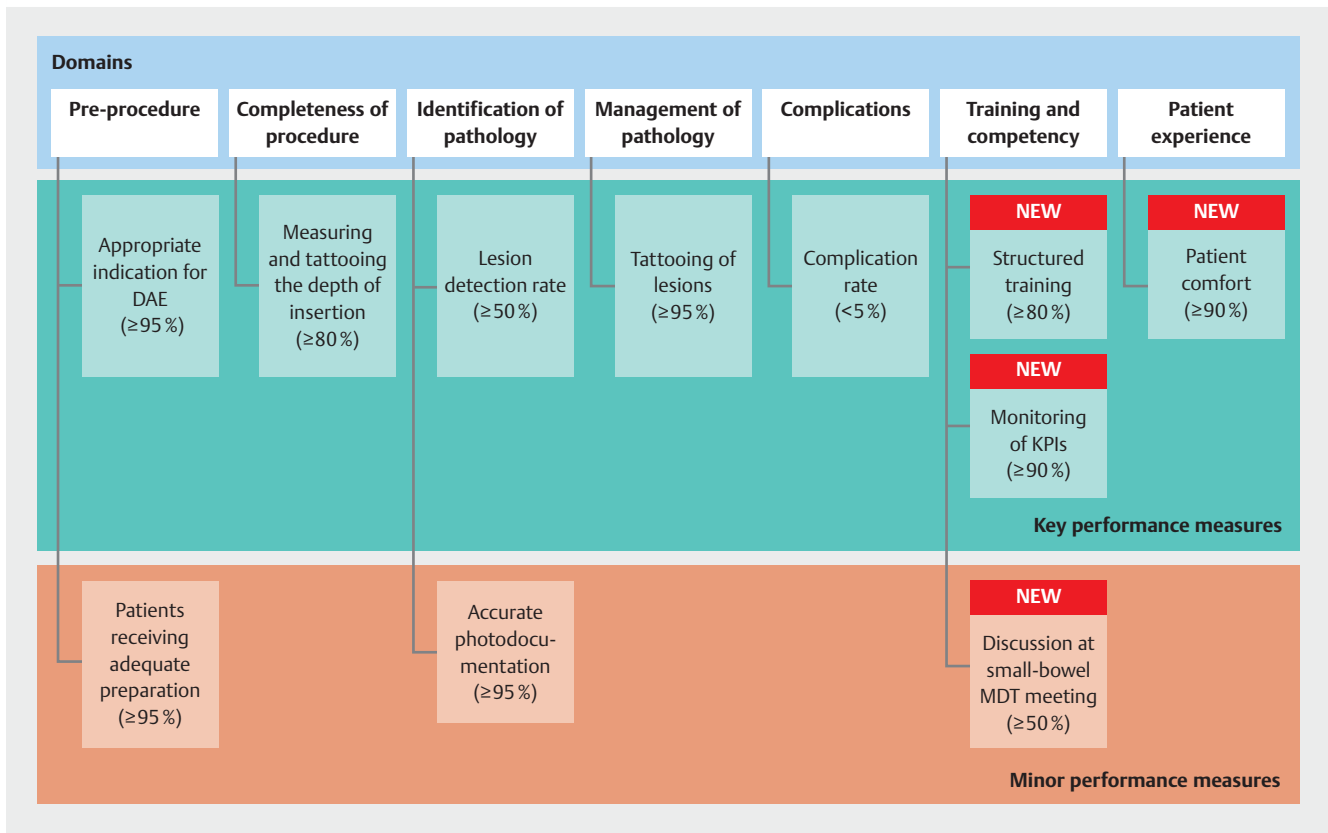 Domains
Pre-procedure
Completeness of
procedure
Identification of
pathology
Management of
pathology
Complications
Training and
competency
Patient
experience
Appropriate
indication for
DAE
(≥95 %)
Measuring
and tattooing
the depth of
insertion
(≥80 %)
Lesion
detection rate
(≥50 %)
Tattooing of
lesions
(≥95 %)
Complication
rate
(<5 %)
NEW
Structured
training
(≥80 %)
NEW
Patient
comfort
(≥90 %)
NEW
Monitoring
of KPIs
(≥90 %)
Key performance measures
Patients
receiving
adequate
preparation
(≥95 %)
Accurate
photodocu-
mentation
(≥95 %)
NEW
Discussion at
small-bowel
MDT meeting
(≥50 %)
Minor performance measures